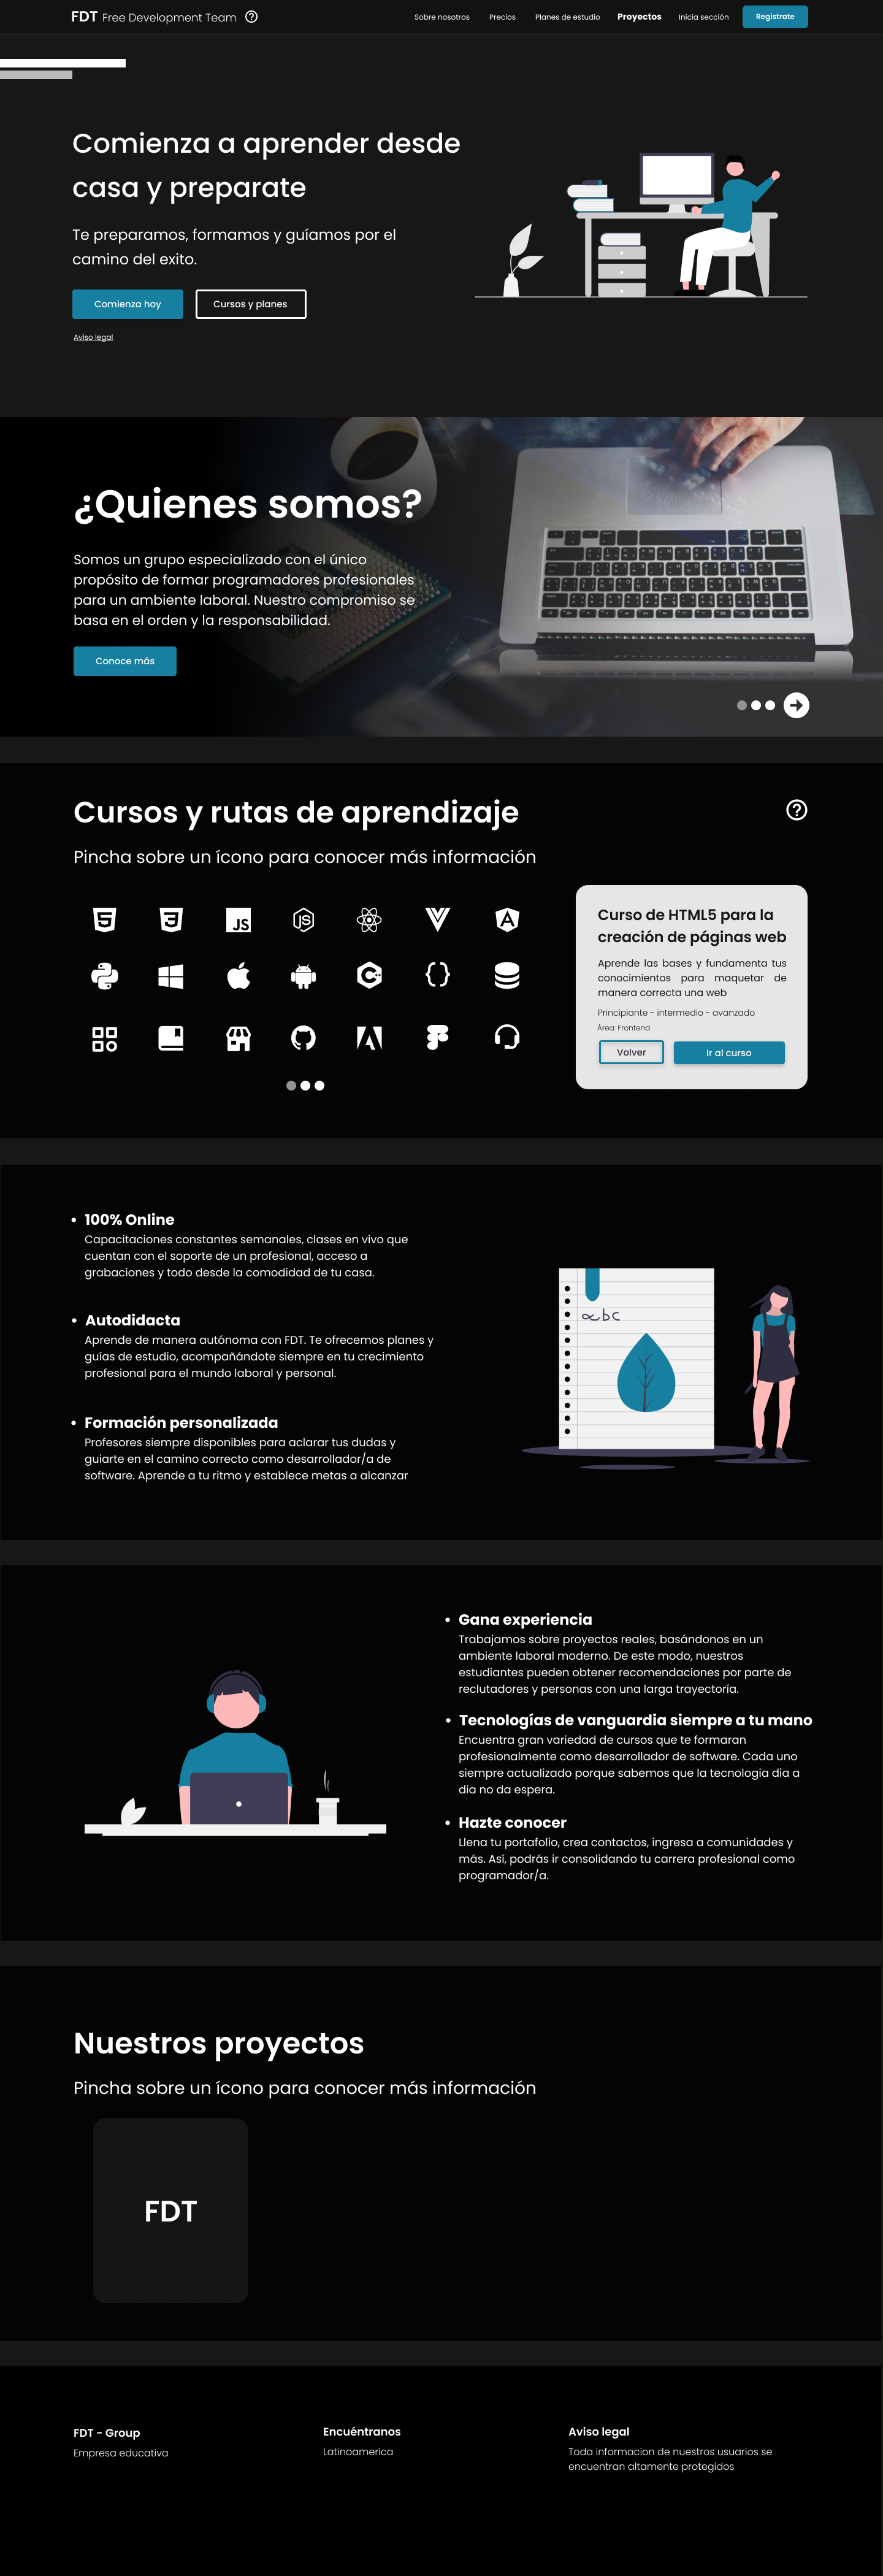 FDT Free Development Team
Sobre nosotros
Precios
Planes de estudio
Proyectos
Inicia sección
Registrate
Comienza a aprender desde
casa y preparate
Te preparamos, formamos y guíamos por el
camino del exito.
Comienza hoy
Cursos y planes
Aviso legal
¿Quienes somos?
Somos un grupo especializado con el único
propósito de formar programadores profesionales
para un ambiente laboral. Nuestro compromiso se
basa en el orden y la responsabilidad.
Conoce más
Cursos y rutas de aprendizaje
Pincha sobre un ícono para conocer más información
Curso de HTML5 para la
creación de páginas web
Aprende las bases y fundamenta tus
conocimientos para maquetar de
manera correcta una web
Principiante - intermedio - avanzado
Área: Frontend
Volver
Ir al curso
• 100% Online
Capacitaciones constantes semanales, clases en vivo que
cuentan con el soporte de un profesional, acceso a
grabaciones y todo desde la comodidad de tu casa.
• Autodidacta
Aprende de manera autónoma con FDT. Te ofrecemos planes y
guías de estudio, acompañándote siempre en tu crecimiento
profesional para el mundo laboral y personal.
• Formación personalizada
Profesores siempre disponibles para aclarar tus dudas y
guiarte en el camino correcto como desarrollador/a de
software. Aprende a tu ritmo y establece metas a alcanzar
abc
• Gana experiencia
Trabajamos sobre proyectos reales, basándonos en un
ambiente laboral moderno. De este modo, nuestros
estudiantes pueden obtener recomendaciones por parte de
reclutadores y personas con una larga trayectoría.
• Tecnologías de vanguardia siempre a tu mano
Encuentra gran variedad de cursos que te formaran
profesionalmente como desarrollador de software. Cada uno
siempre actualizado porque sabemos que la tecnologia dia a
día no da espera.
• Hazte conocer
Llena tu portafolio, crea contactos, ingresa a comunidades y
más. Así, podrás ir consolidando tu carrera profesional como
programador/a.
Nuestros proyectos
Pincha sobre un ícono para conocer más información
FDT
FDT - Group
Empresa educativa
Encuéntranos
Latinoamerica
Aviso legal
Toda informacion de nuestros usuarios se
encuentran altamente protegidos